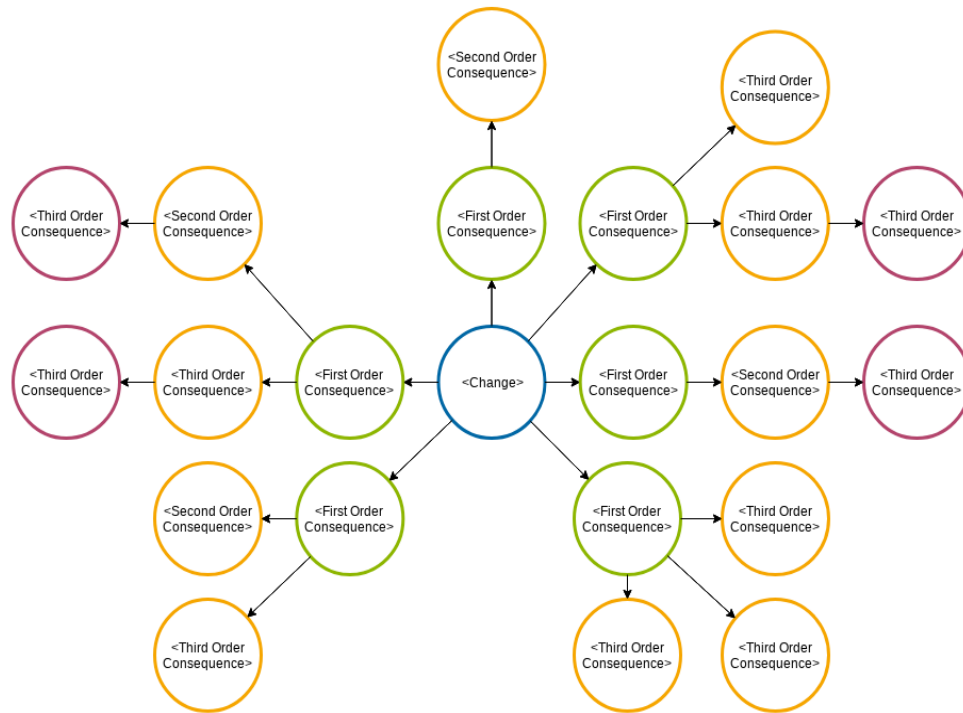 <Second Order
Consequence>
<Third Order
Consequence>
<Third Order
Consequence>
<Second Order
Consequence>
<First Order
Consequence>
<First Order
Consequence>
<Third Order
Consequence>
<Third Order
Consequence>
<Third Order
Consequence>
<Third Order
Consequence>
<First Order
Consequence>
<Change>
<First Order
Consequence>
<Second Order
Consequence>
<Third Order
Consequence>
<Second Order
Consequence>
<First Order
Consequence>
<First Order
Consequence>
<Third Order
Consequence>
<Third Order
Consequence>
<Third Order
Consequence>
<Third Order
Consequence>